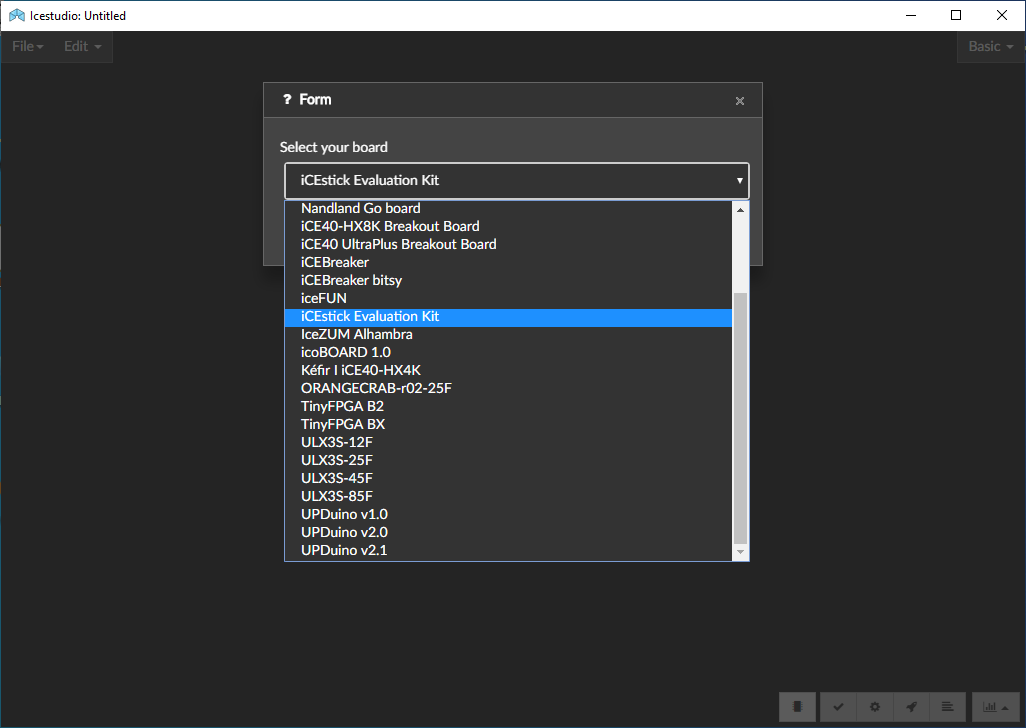 Icestudio: Untitled
File Edit Basic
? Form
Select your board
iCEstick Evaluation Kit
Nandland Go board
iCE40-HX8K Breakout Board
iCE40 UltraPlus Breakout Board
iCEBreaker
iCEBreaker bitsy
iceFUN
iCEstick Evaluation Kit
IceZUM Alhambra
icoBOARD 1.0
Kéfir I iCE40-HX4K
ORANGECRAB-r02-25F
TinyFPGA B2
TinyFPGA BX
ULX3S-12F
ULX3S-25F
ULX3S-45F
ULX3S-85F
UPDuino v1.0
UPDuino v2.0
UPDuino v2.1